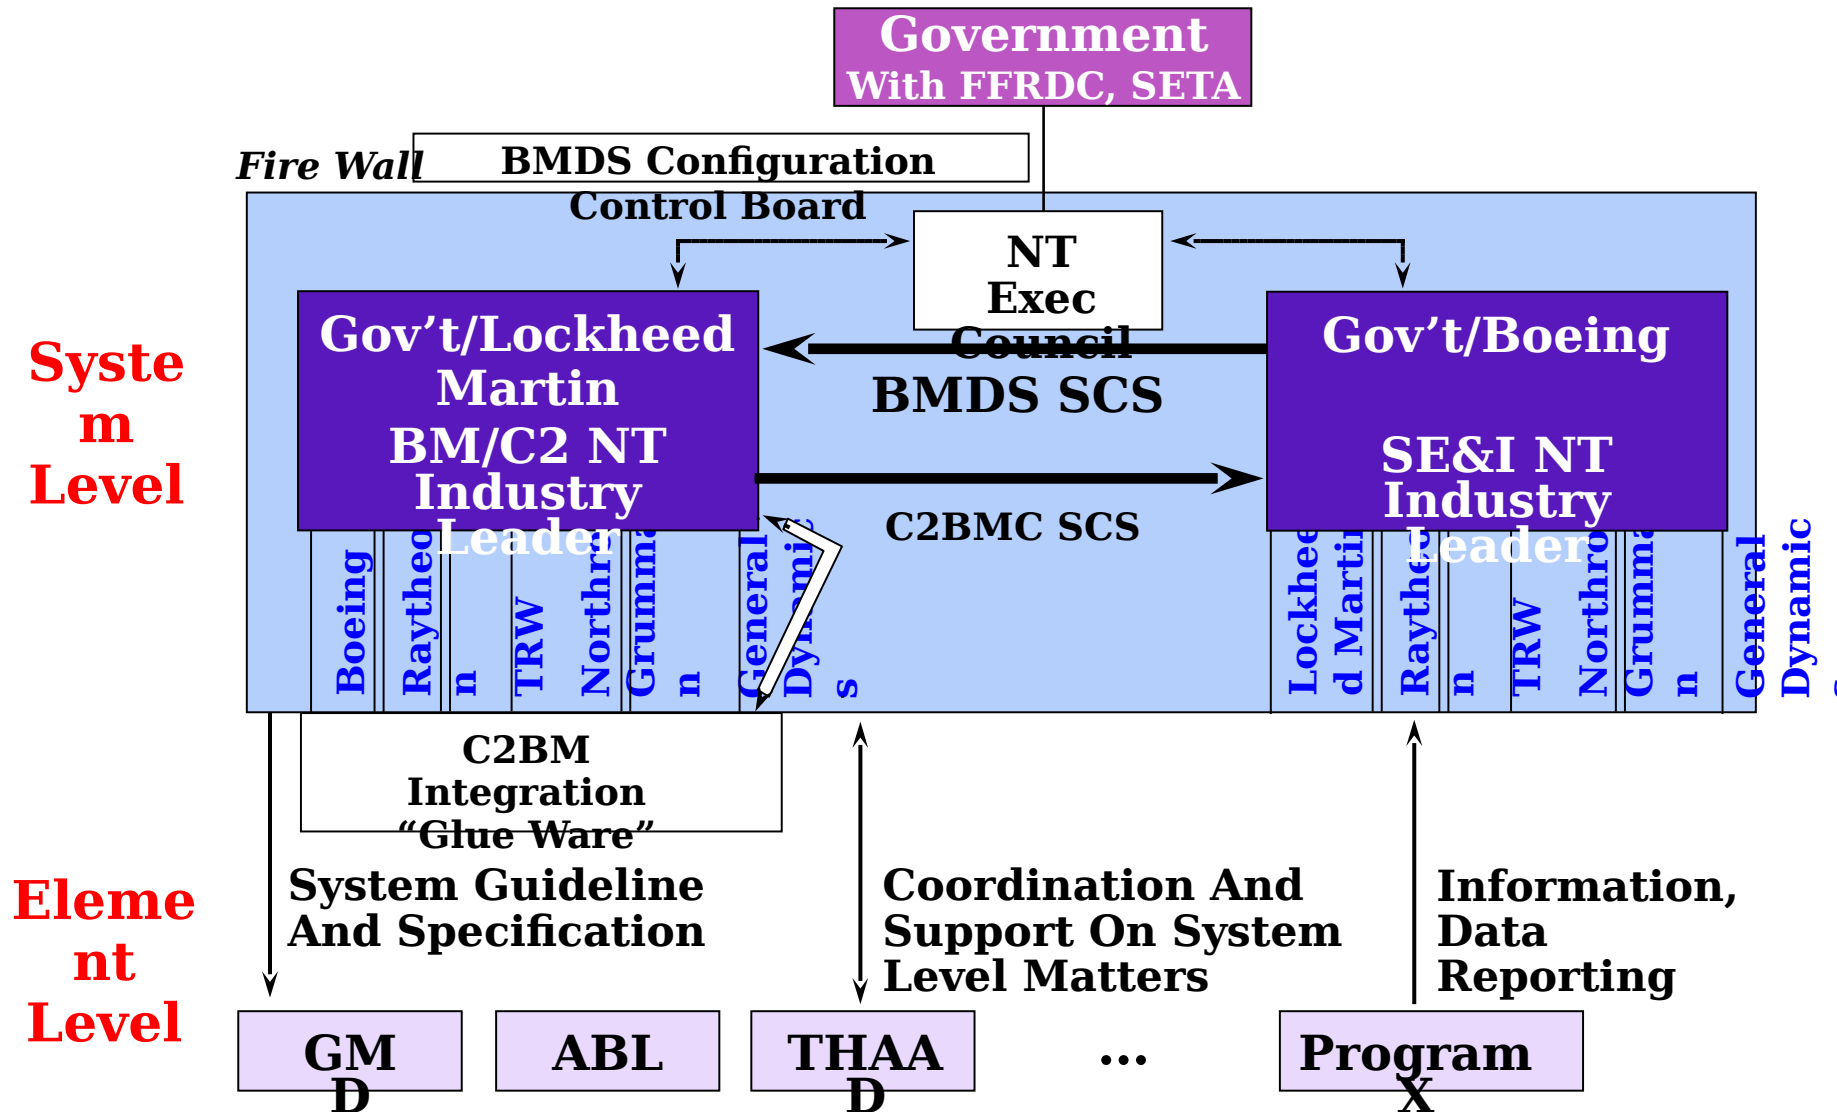 Government
With FFRDC, SETA
Fire Wall
BMDS Configuration
Control Board
NT
Exec
Council
Gov’t/Lockheed
Martin
BM/C2 NT
Industry
Leader
Gov’t/Boeing
SE&I NT
Industry
Leader
BMDS SCS
C2BMC SCS
Syste
m
Level
Boeing
Raytheo
n
TRW
Northro
Grumma
n
General
Dynamic
s
Lockhee
d Martin
Raytheo
n
TRW
Northro
Grumma
n
General
Dynamic
C2BM
Integration
“Glue Ware”
System Guideline
And Specification
Coordination And
Support On System
Level Matters
Information,
Data
Reporting
Eleme
nt
Level
GM
D
ABL
THAA
D
...
Program
X